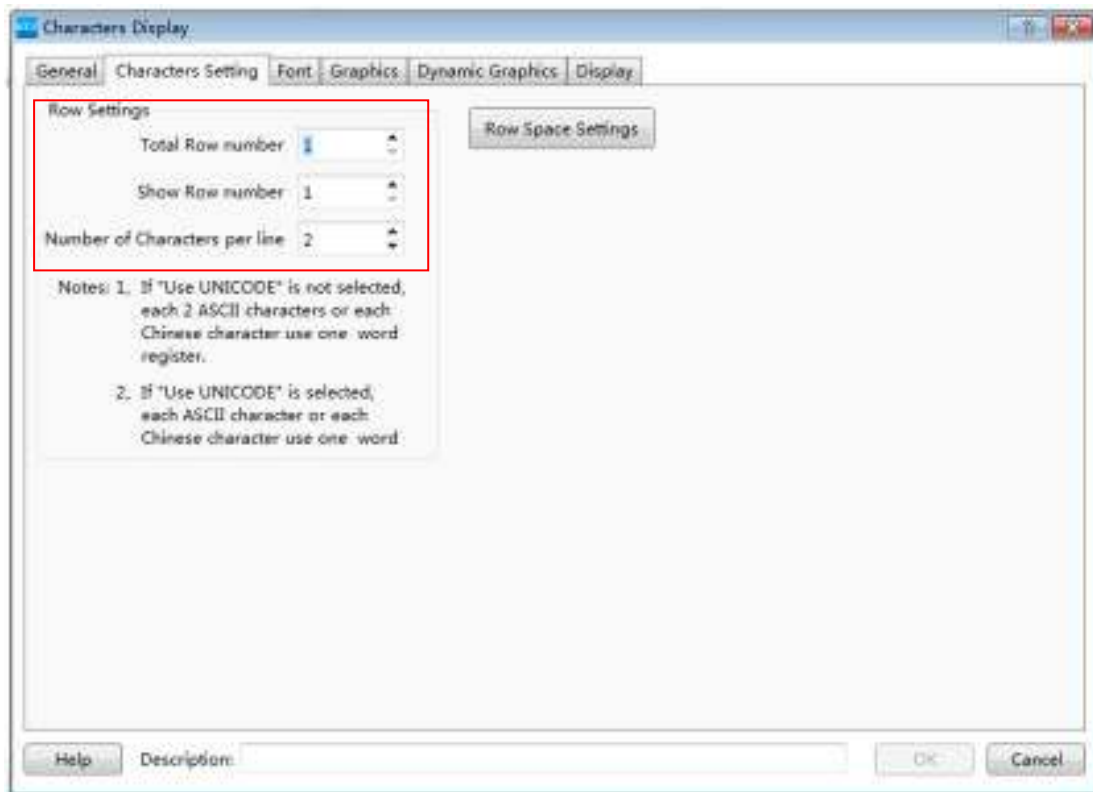 Characters Display
General Characters Setting Font Graphics Dynamic Graphics Display
Row Settings
Total Row number 1
Row Space Settings
Show Row number 1
Number of Characters per line 2
Notes: 1、If "Use UNICODE" is not selected,
each 2 ASCII characters or each
Chinese character use one word
register.
2、If "Use UNICODE" is selected,
each ASCII character or each
Chinese character use one word
Help Description: OK Cancel